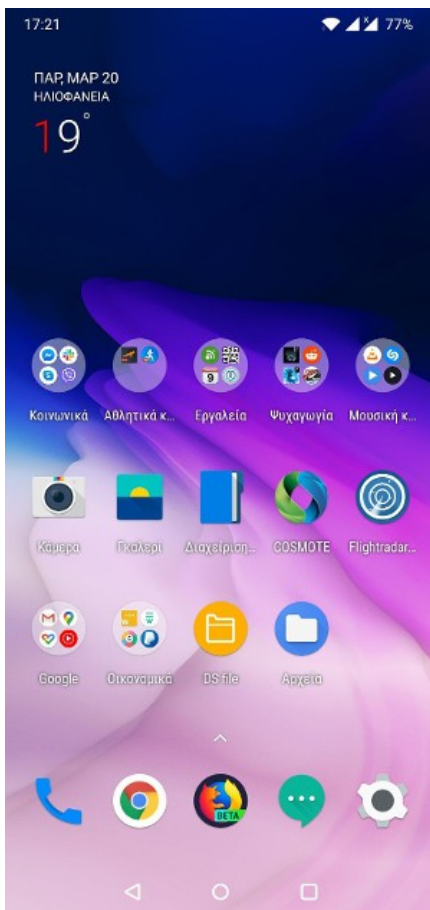 17:21
77%
ΠΑΡ, ΜΑΡ 20
ΗΛΙΟΦΑΝΕΙΑ
19°
Κοινωνικά Αθλητικά κ... Εργαλεία Ψυχαγωγία Μουσική κ...
Κάμερα Γκαλερι Διαχείριση... COSMOTE Flightradar...
Google Οικονομικά DS file Αρχεία
BETA